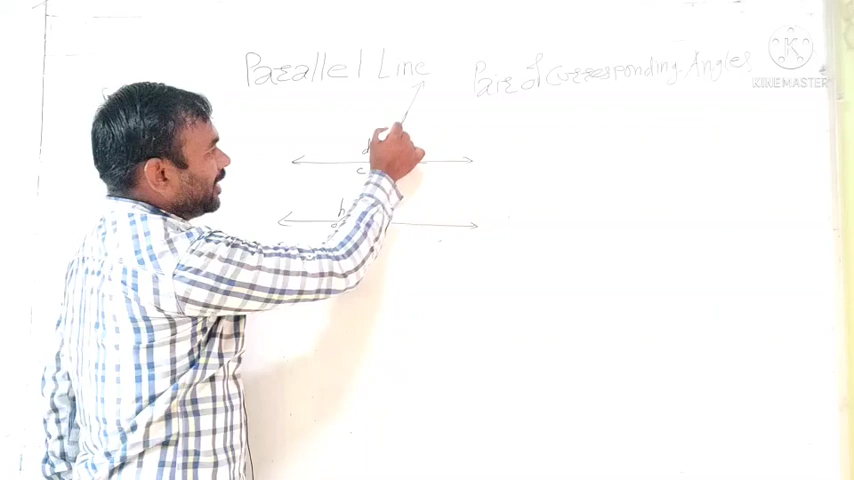 Parallel Line
Pair of Corresponding Angles
K
KINEMASTER
d
c
h